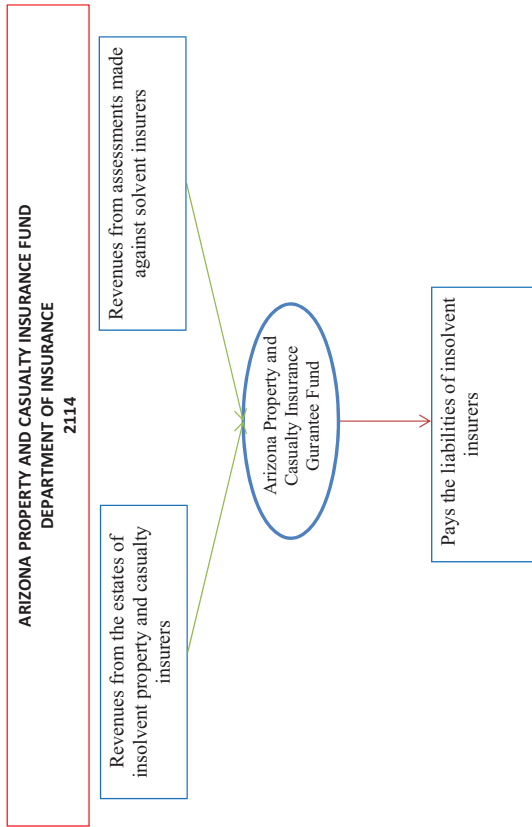 ARIZONA PROPERTY AND CASUALTY INSURANCE FUND
DEPARTMENT OF INSURANCE
2114
Revenues from the estates of
insolvent property and casualty
insurers
Revenues from assessments made
against solvent insurers
Arizona Property and
Casualty Insurance
Gurantee Fund
Pays the liabilities of insolvent
insurers